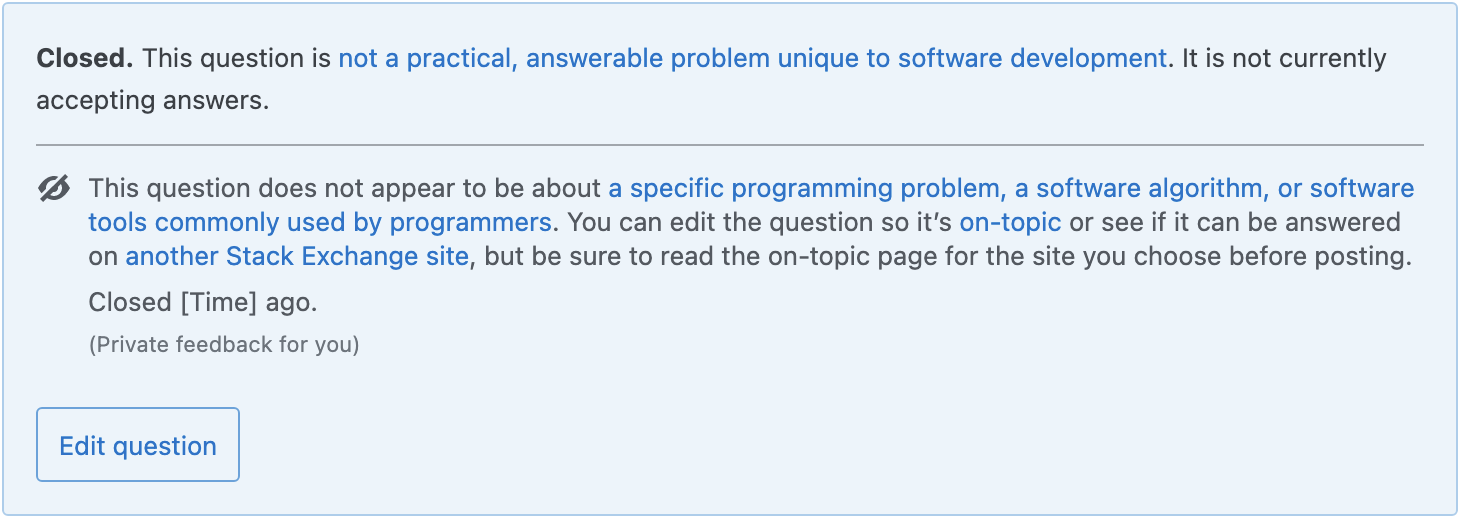 Closed. This question is not a practical, answerable problem unique to software development. It is not currently
accepting answers.
This question does not appear to be about a specific programming problem, a software algorithm, or software
tools commonly used by programmers. You can edit the question so it’s on-topic or see if it can be answered
on another Stack Exchange site, but be sure to read the on-topic page for the site you choose before posting.
Closed [Time] ago.
(Private feedback for you)
Edit question